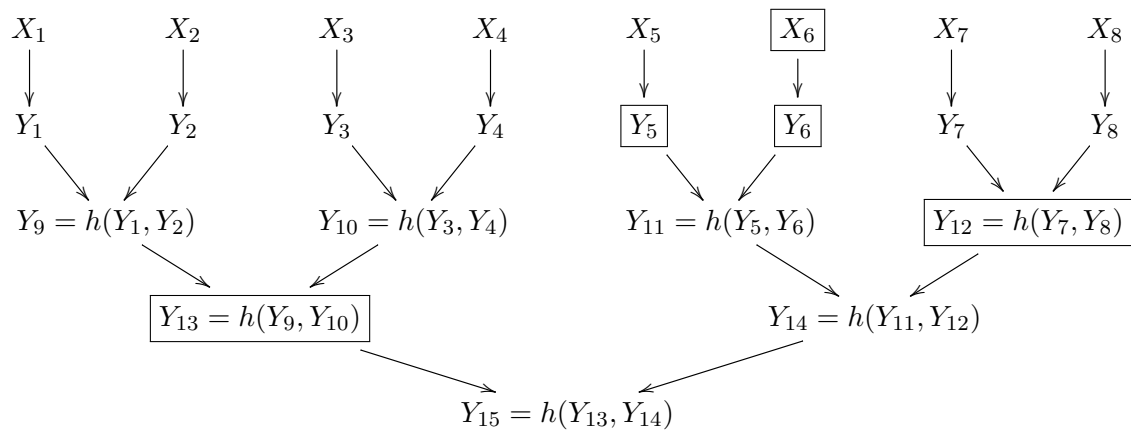 X₁ X₂ X₃ X₄ X₅ X₆ X₇ X₈
Y₁ Y₂ Y₃ Y₄ Y₅ Y₆ Y₇ Y₈
Y₉ = h(Y₁, Y₂) Y₁₀ = h(Y₃, Y₄) Y₁₁ = h(Y₅, Y₆) Y₁₂ = h(Y₇, Y₈)
Y₁₃ = h(Y₉, Y₁₀) Y₁₄ = h(Y₁₁, Y₁₂)
Y₁₅ = h(Y₁₃, Y₁₄)